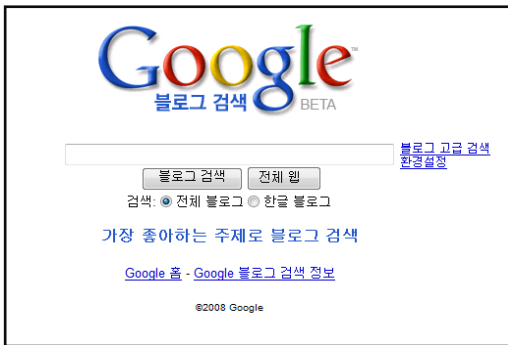 Google™
블로그 검색 BETA
블로그 고급 검색
환경설정
블로그 검색 전체 웹
검색: 전체 블로그 한글 블로그
가장 좋아하는 주제로 블로그 검색
Google 홈 - Google 블로그 검색 정보
©2008 Google